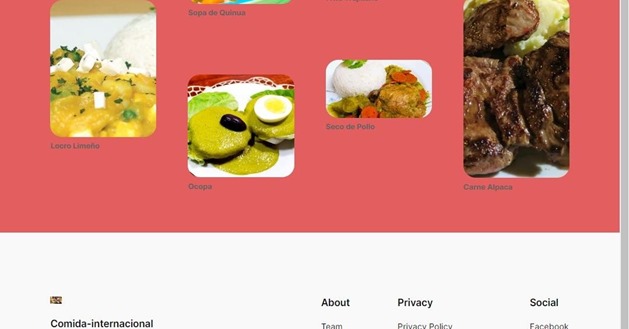 Sopa de Quinua
Locro Limeño
Seco de Pollo
Ocopa
Carne Alpaca
Comida-internacional
About
Privacy
Social
Team
Privacy Policy
Facebook